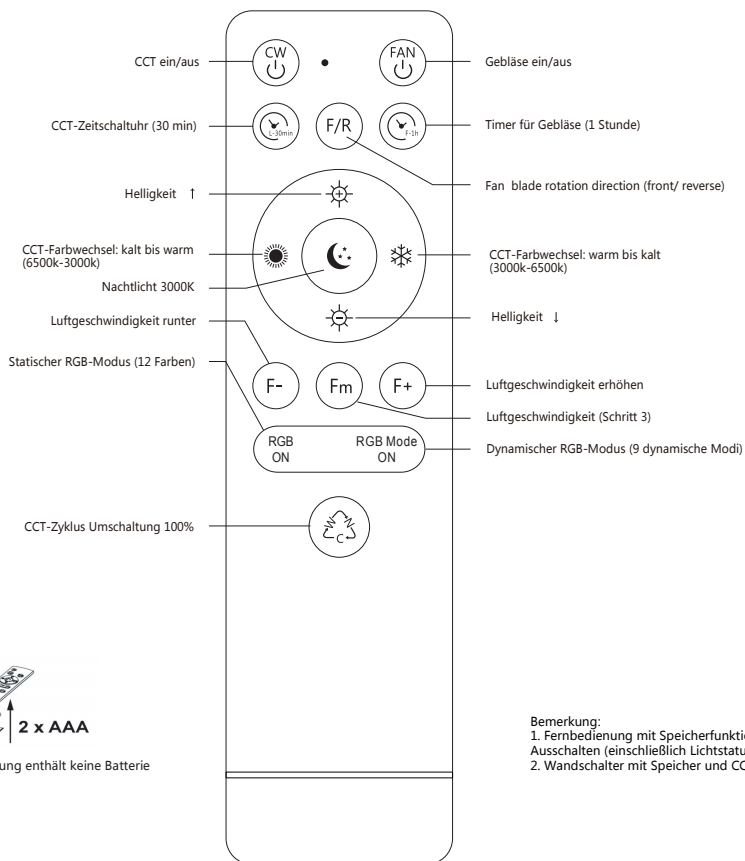 CW
FAN
CCT ein/aus
Gebläse ein/aus
L-30min
F/R
F-1h
CCT-Zeitschaltuhr (30 min)
Timer für Gebläse (1 Stunde)
Fan blade rotation direction (front/ reverse)
Helligkeit ↑
CCT-Farbwechsel: kalt bis warm
(6500k-3000k)
CCT-Farbwechsel: warm bis kalt
(3000k-6500k)
Nachtlicht 3000K
Helligkeit ↓
Luftgeschwindigkeit runter
Statischer RGB-Modus (12 Farben)
F-
Fm
F+
Luftgeschwindigkeit erhöhen
Luftgeschwindigkeit (Schritt 3)
RGB
ON
RGB Mode
ON
Dynamischer RGB-Modus (9 dynamische Modi)
CCT-Zyklus Umschaltung 100%
C
2 x AAA
enthält keine Batterie
Bemerkung:
1. Fernbedienung mit
Ausschalten (einschließlich
2. Wandschalter mit Speicher und